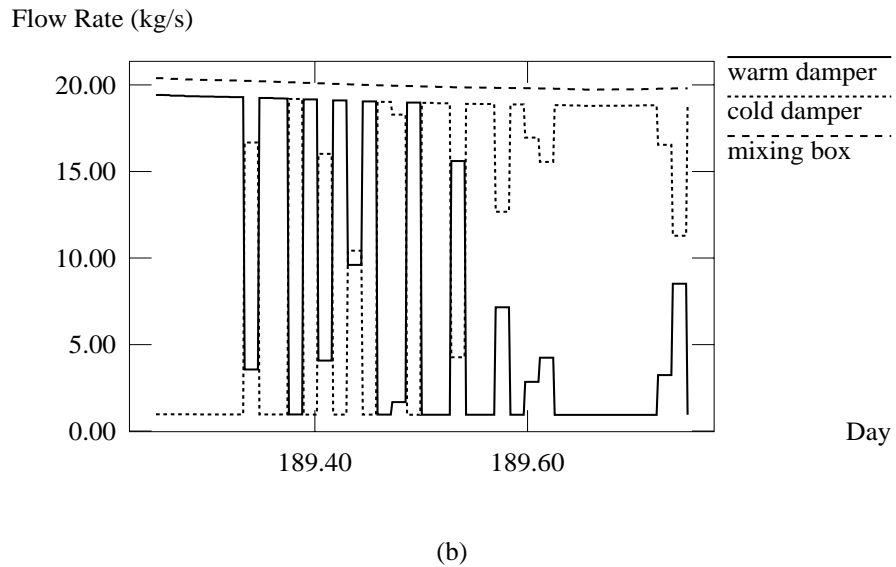 Flow Rate (kg/s)
20.00
15.00
10.00
5.00
0.00
189.40
189.60
Day
warm damper
cold damper
mixing box
(b)